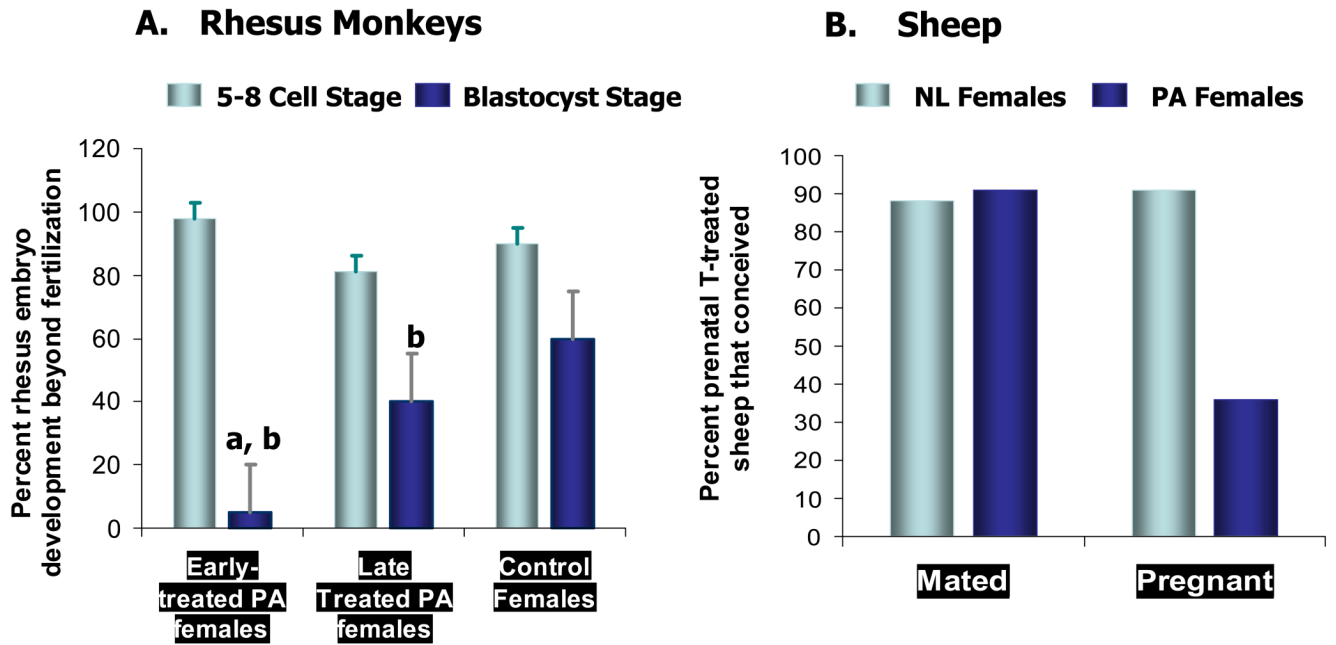 A. Rhesus Monkeys
5-8 Cell Stage
Blastocyst Stage
Percent rhesus embryo
development beyond fertilization
120
100
80
60
40
20
0
a, b
b
Early-
treated PA
females
Late
Treated PA
females
Control
Females
B. Sheep
NL Females
PA Females
Percent prenatal T-treated
sheep that conceived
100
90
80
70
60
50
40
30
20
10
0
Mated
Pregnant